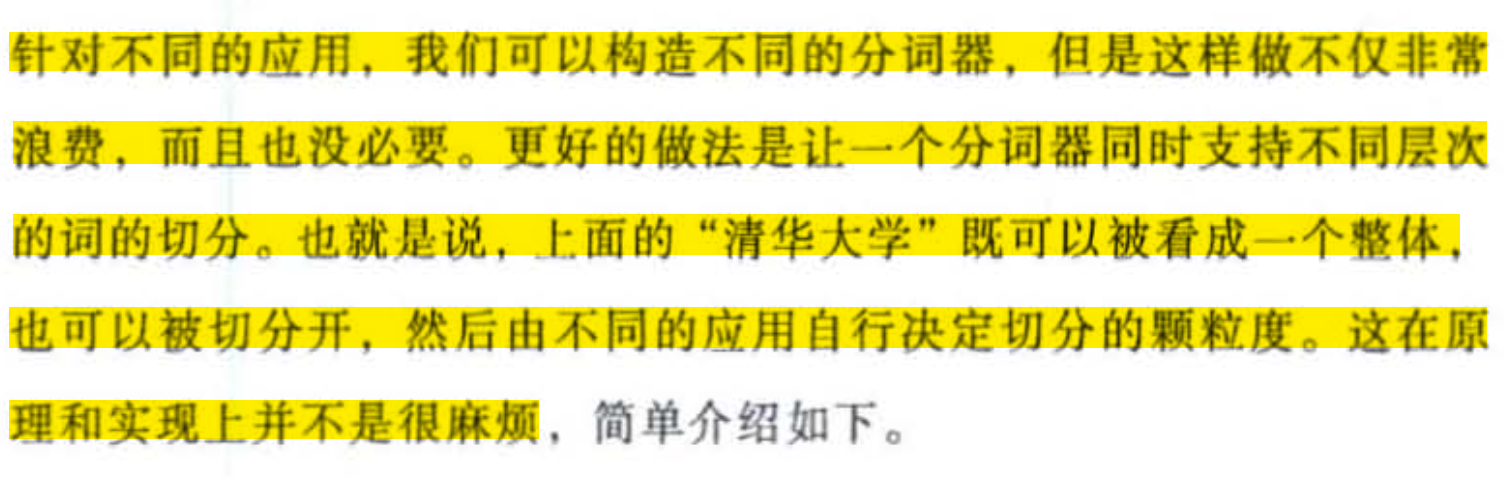 针对不同的应用，我们可以构造不同的分词器，但是这样做不仅非常
浪费，而且也没必要。更好的做法是让一个分词器同时支持不同层次
的词的切分。也就是说，上面的“清华大学”既可以被看成一个整体，
也可以被切分开，然后由不同的应用自行决定切分的颗粒度。这在原
理和实现上并不是很麻烦，简单介绍如下。